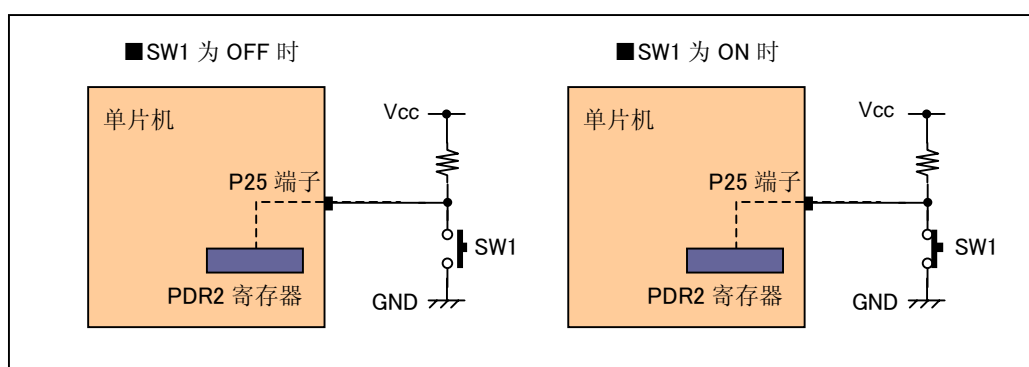 ■SW1 为 OFF 时
单片机
Vcc
P25 端子
SW1
PDR2 寄存器
GND
■SW1 为 ON 时
单片机
Vcc
P25 端子
SW1
PDR2 寄存器
GND